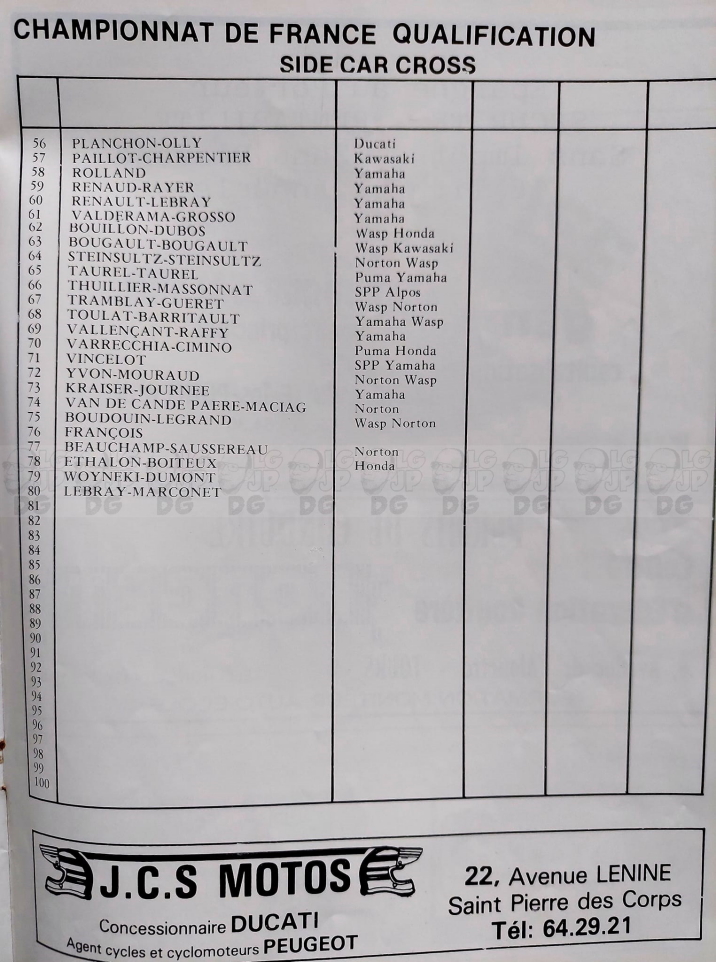 CHAMPIONNAT DE FRANCE QUALIFICATION
SIDE CAR CROSS
56 PLANCHON-OLLY Ducati
57 PAILLOT-CHARPENTIER Kawasaki
58 ROLLAND Yamaha
59 RENAUD-RAYER Yamaha
60 RENAULT-LEBRAY Yamaha
61 VALDERAMA-GROSSO Yamaha
62 BOUILLON-DUBOS Wasp Honda
63 BOUGAULT-BOUGAULT Wasp Kawasaki
64 STEINSULTZ-STEINSULTZ Norton Wasp
65 TAUREL-TAUREL Puma Yamaha
66 THUILLIER-MASSONNAT SPP Alpos
67 TRAMBLAY-GUERET Wasp Norton
68 TOULAT-BARRITAULT Yamaha Wasp
69 VALLENÇANT-RAFFY Yamaha
70 VARRECCHIA-CIMINO Puma Honda
71 VINCELOT SPP Yamaha
72 YVON-MOURAUD Norton Wasp
73 KRAISER-JOURNEE Yamaha
74 VAN DE CANDE PAERE-MACIAG Norton
75 BOUDOUIN-LEGRAND Wasp Norton
76 FRANÇOIS
77 BEAUCHAMP-SAUSSEREAU Norton
78 ETHALON-BOITEUX Honda
79 WOYNEKI-DUMONT
80 LEBRAY-MARCONET
81
82
83
84
85
86
87
88
89
90
91
92
93
94
95
96
97
98
99
100
J.C.S MOTOS
Concessionnaire DUCATI
Agent cycles et cyclomoteurs PEUGEOT
22, Avenue LENINE
Saint Pierre des Corps
Tél: 64.29.21